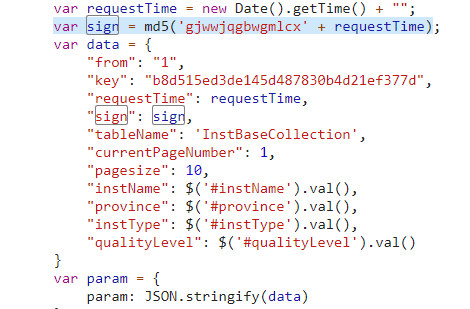 var requestTime = new Date().getTime() + "";
var sign = md5('gjwwjqgbwgmlcx' + requestTime);
var data = {
"from": "1",
"key": "b8d515ed3de145d487830b4d21ef377d",
"requestTime": requestTime,
"sign": sign,
"tableName": 'InstBaseCollection',
"currentPageNumber": 1,
"pagesize": 10,
"instName": $('#instName').val(),
"province": $('#province').val(),
"instType": $('#instType').val(),
"qualityLevel": $('#qualityLevel').val()
}
var param = {
param: JSON.stringify(data)